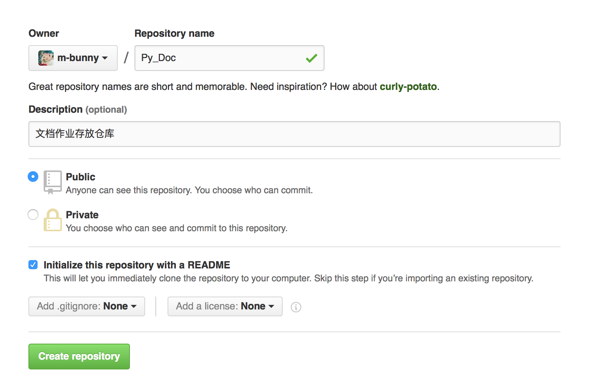 Owner
Repository name
m-bunny / Py_Doc
Great repository names are short and memorable. Need inspiration? How about curly-potato.
Description (optional)
文档作业存放仓库
Public
Anyone can see this repository. You choose who can commit.
Private
You choose who can see and commit to this repository.
Initialize this repository with a README
This will let you immediately clone the repository to your computer. Skip this step if you're importing an existing repository.
Add .gitignore: None
Add a license: None
Create repository